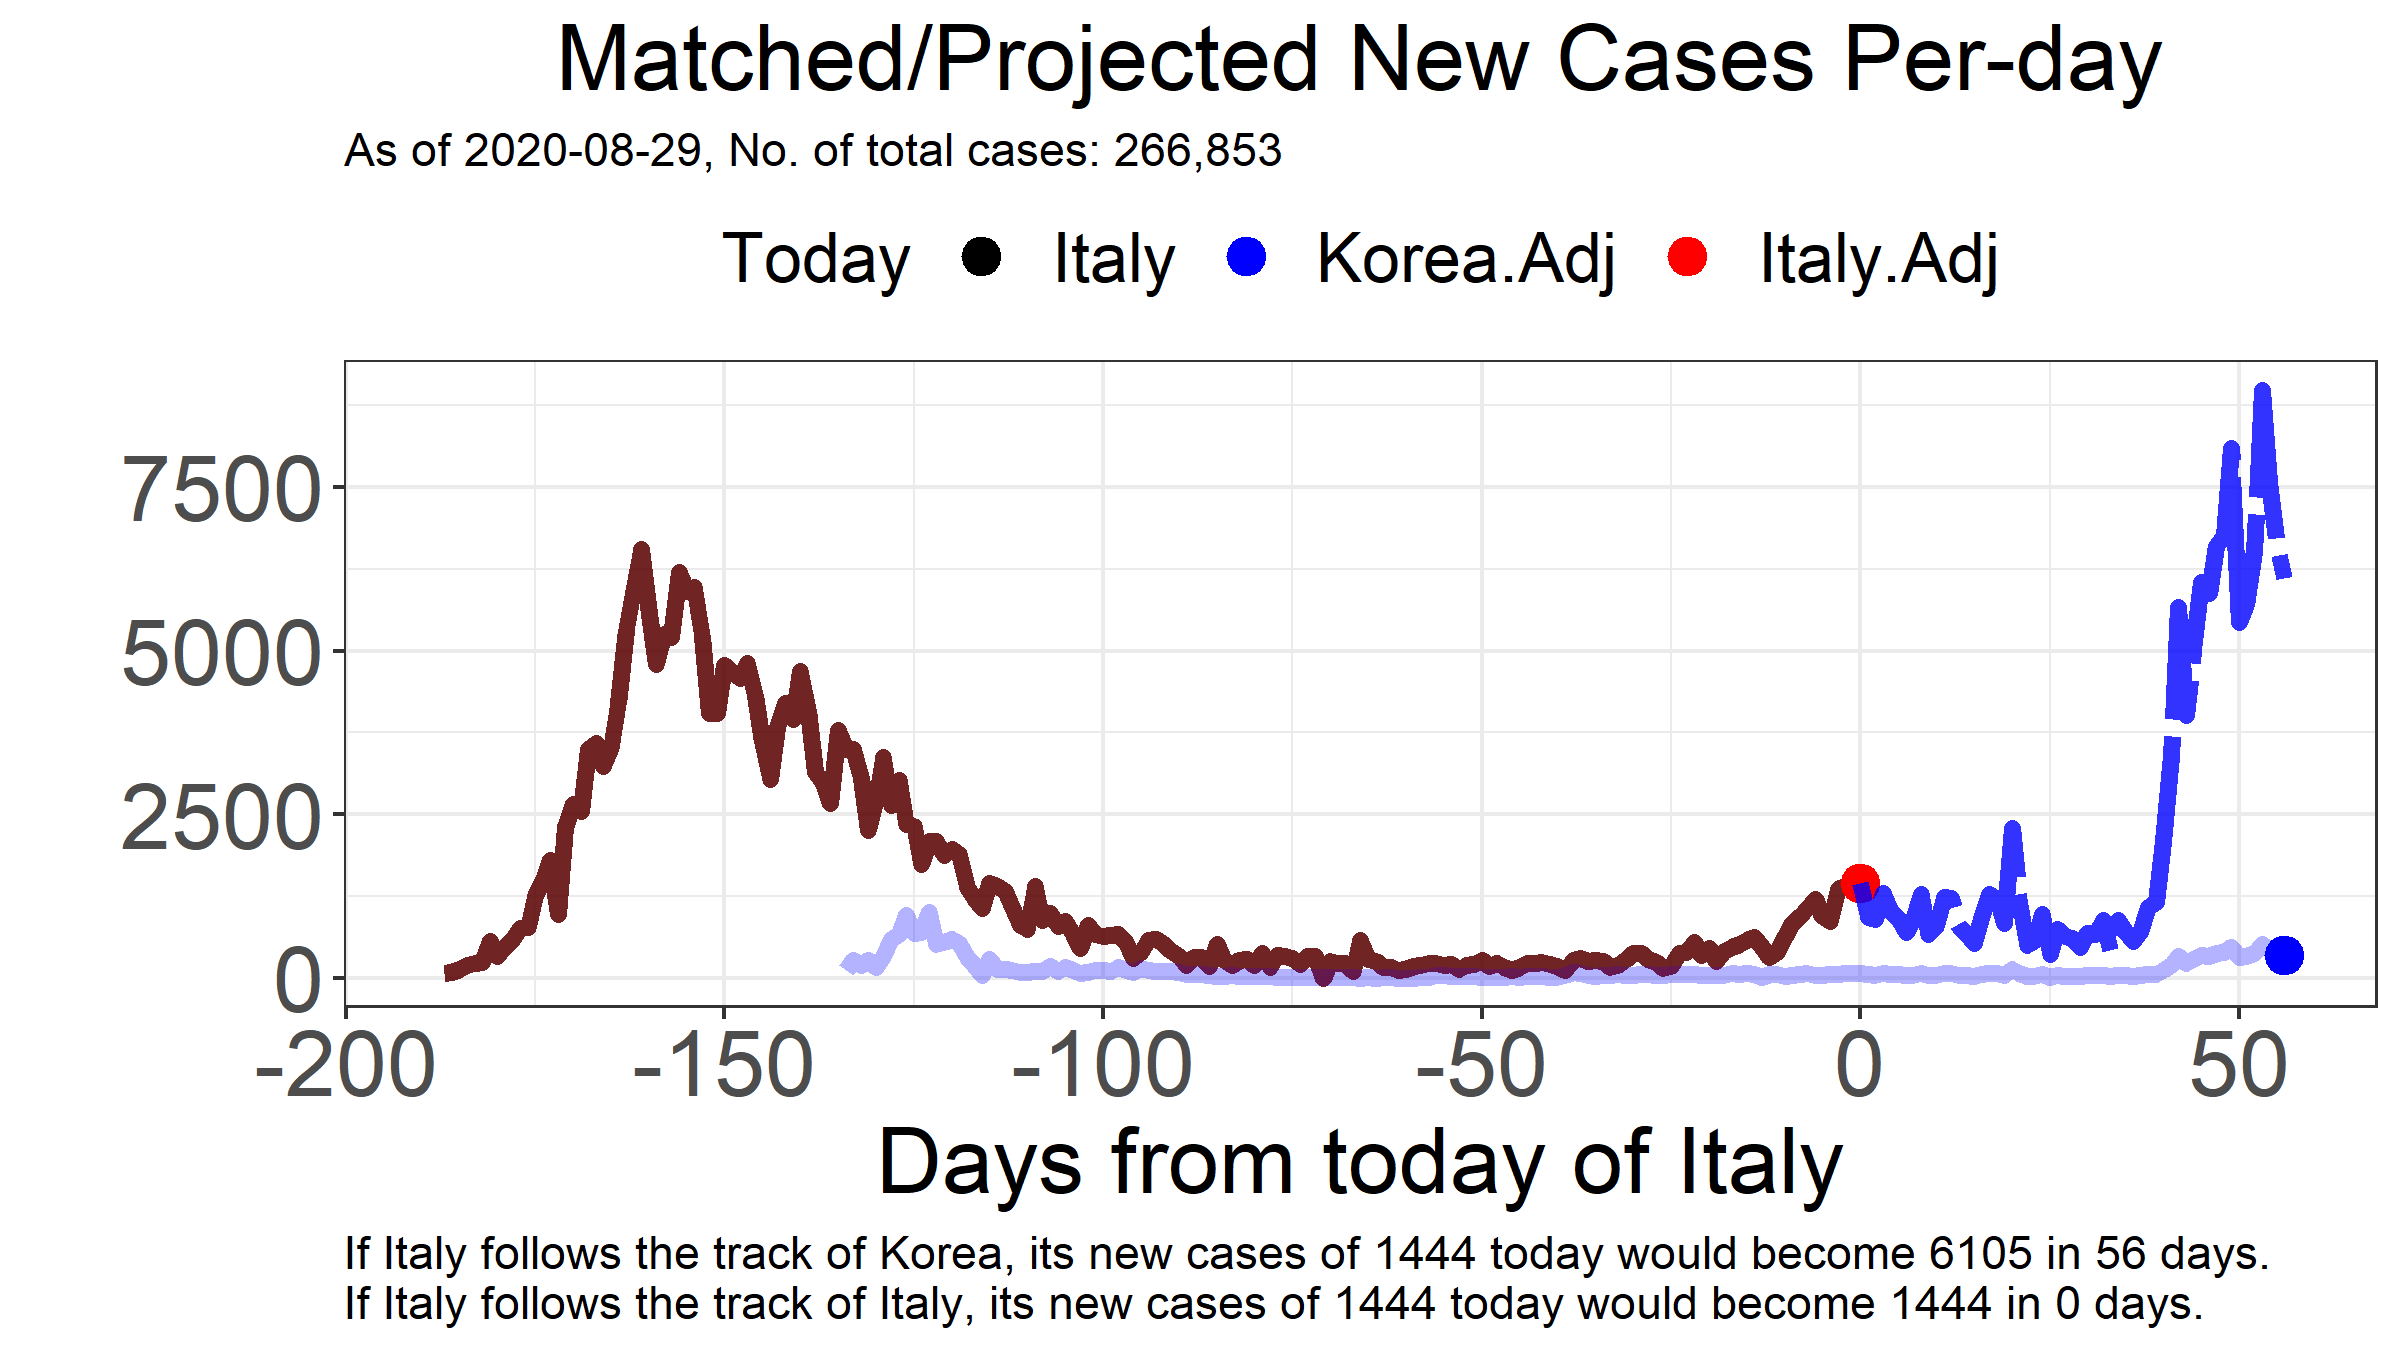 Matched/Projected New Cases Per-day
As of 2020-08-29, No. of total cases: 266,853
Today Italy Korea.Adj Italy.Adj
7500
5000
2500
0
-200 -150 -100 -50 0 50
Days from today of Italy
If Italy follows the track of Korea, its new cases of 1444 today would become 6105 in 56 days.
If Italy follows the track of Italy, its new cases of 1444 today would become 1444 in 0 days.